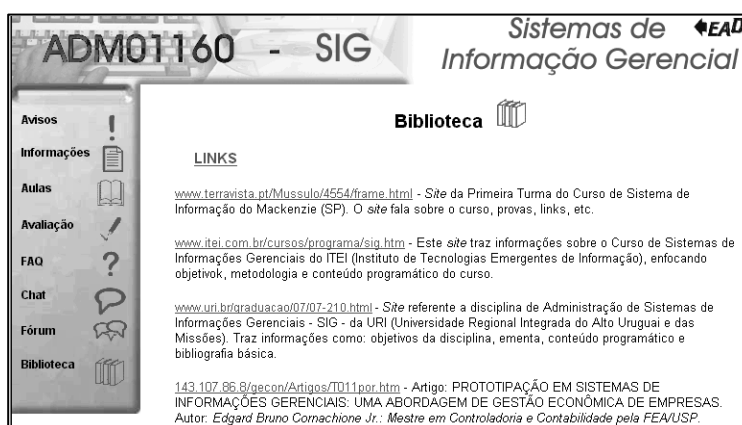 ADM01160 - SIG
Sistemas de
Informação Gerencial
EAD
Avisos
Informações
Aulas
Avaliação
FAQ
Chat
Fórum
Biblioteca
Biblioteca
LINKS
www.terravista.pt/Mussulo/4554/frame.html - Site da Primeira Turma do Curso de Sistema de
Informação do Mackenzie (SP). O site fala sobre o curso, provas, links, etc.
www.itei.com.br/cursos/programa/sig.htm - Este site traz informações sobre o Curso de Sistemas de
Informações Gerenciais do ITEI (Instituto de Tecnologias Emergentes de Informação), enfocando
objetivok, metodologia e conteúdo programático do curso.
www.uri.br/graduacao/07/07-210.html - Site referente a disciplina de Administração de Sistemas de
Informações Gerenciais - SIG - da URI (Universidade Regional Integrada do Alto Uruguai e das
Missões). Traz informações como: objetivos da disciplina, ementa, conteúdo programático e
bibliografia básica.
143.107.86.8/gecon/Artigos/T011por.htm - Artigo: PROTOTIPAÇÃO EM SISTEMAS DE
INFORMAÇÕES GERENCIAIS: UMA ABORDAGEM DE GESTÃO ECONÔMICA DE EMPRESAS.
Autor: Edgard Bruno Cornachione Jr.: Mestre em Controladoria e Contabilidade pela FEA/USP.